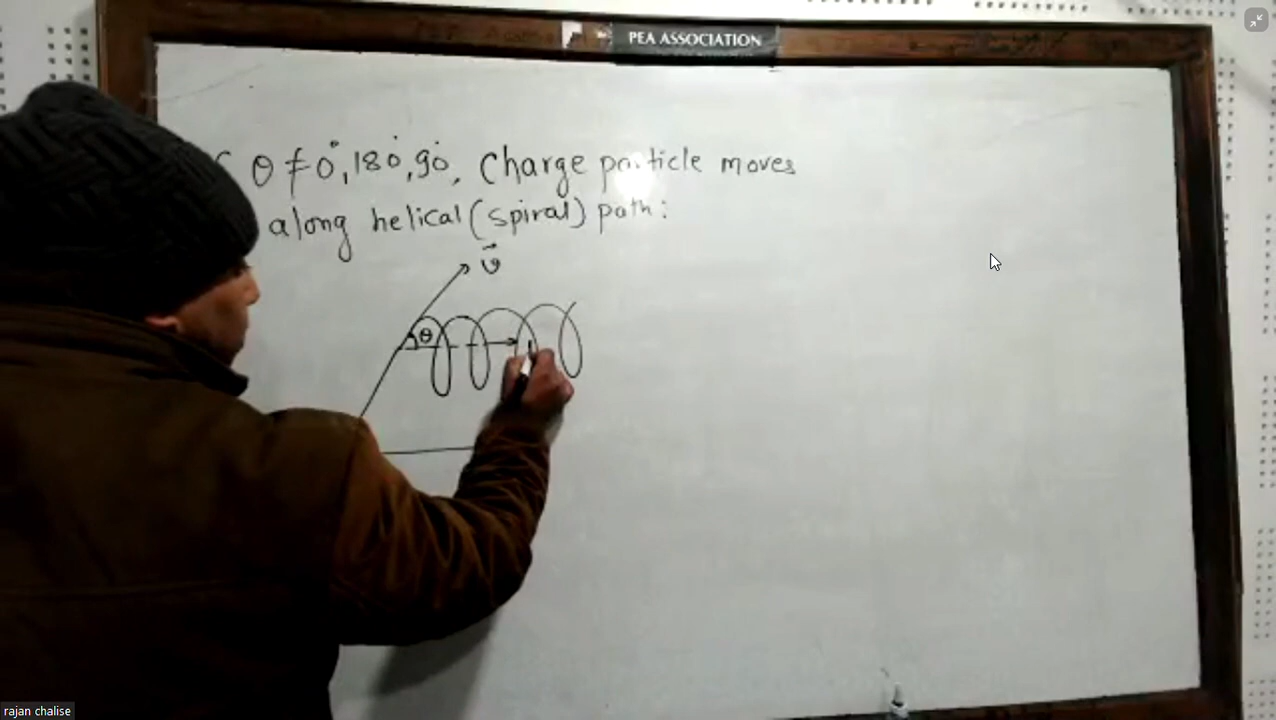 PEA ASSOCIATION
θ ≠ 0°, 180°, 90°, Charge particle moves
along helical (spiral) path:
v⃗
θ
rajan chalise